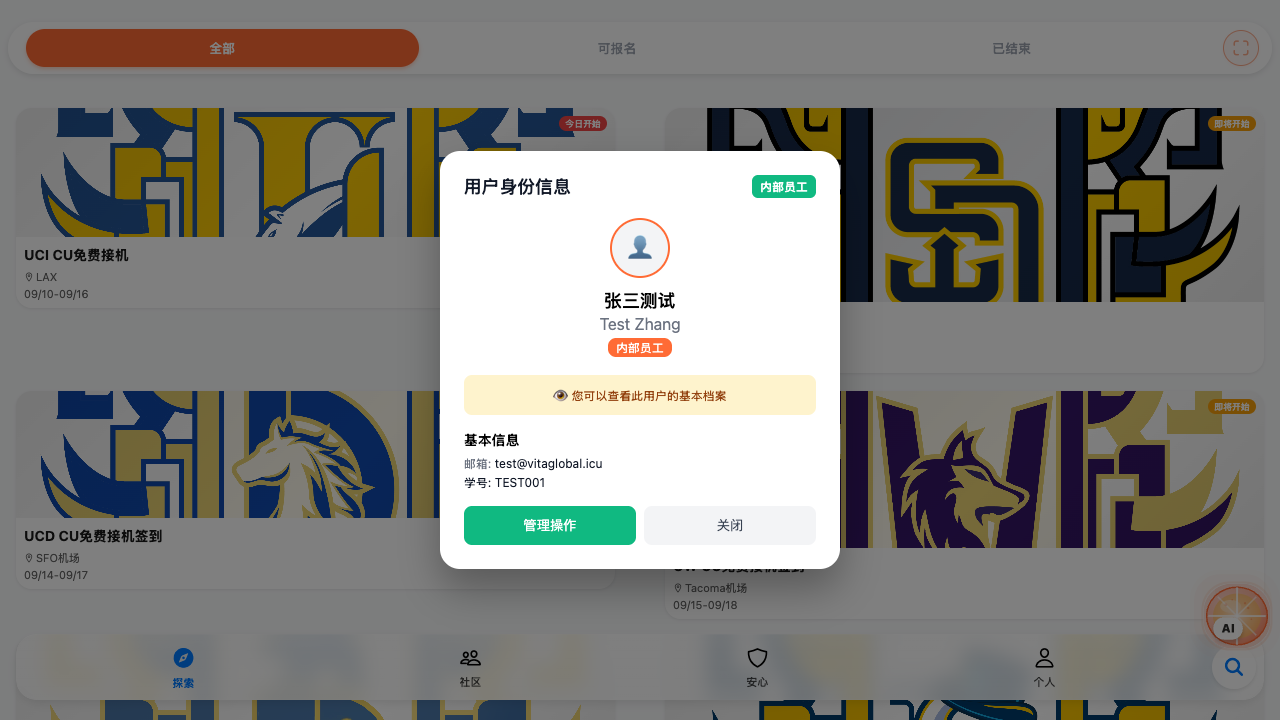 全部
可报名
已结束
今日开始
即将开始
UCI CU免费接机
LAX
09/10-09/16
用户身份信息
内部员工
张三测试
Test Zhang
内部员工
您可以查看此用户的基本档案
基本信息
邮箱: test@vitaglobal.icu
学号: TEST001
管理操作
关闭
即将开始
UCD CU免费接机签到
SFO机场
09/14-09/17
Tacoma机场
09/15-09/18
AI
探索
社区
安心
个人